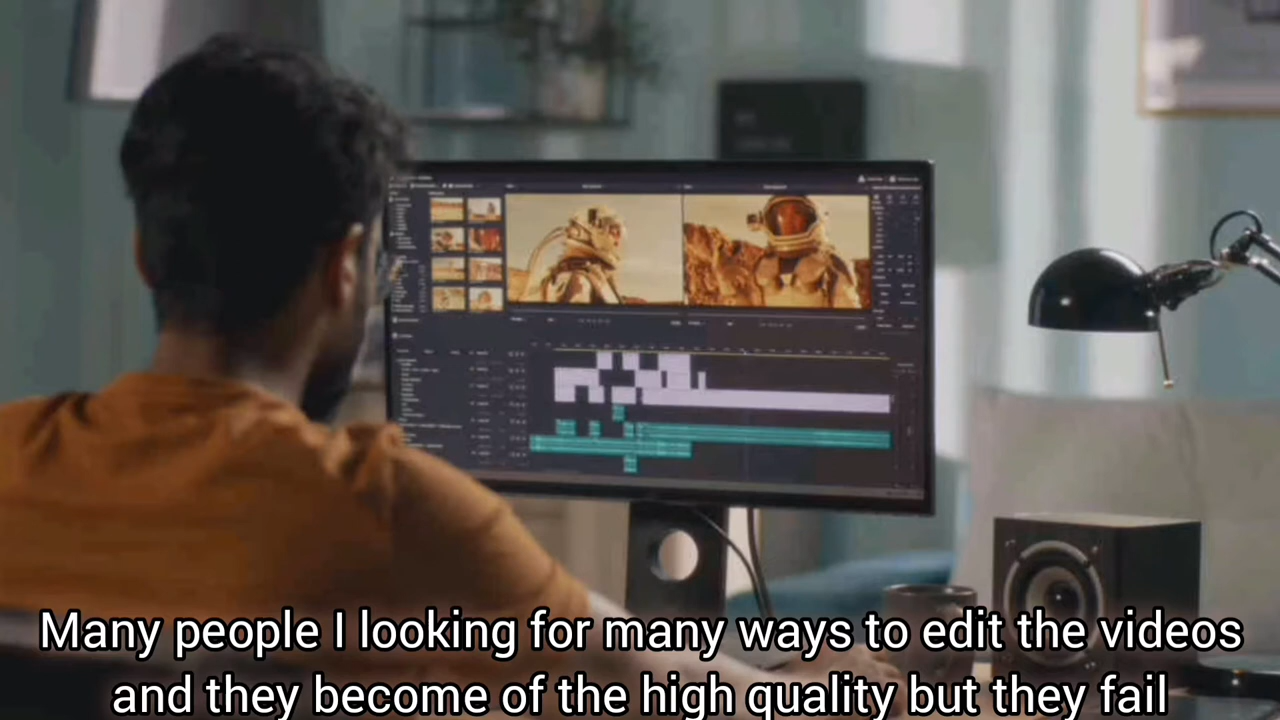 Many people I looking for many ways to edit the videos
and they become of the high quality but they fail